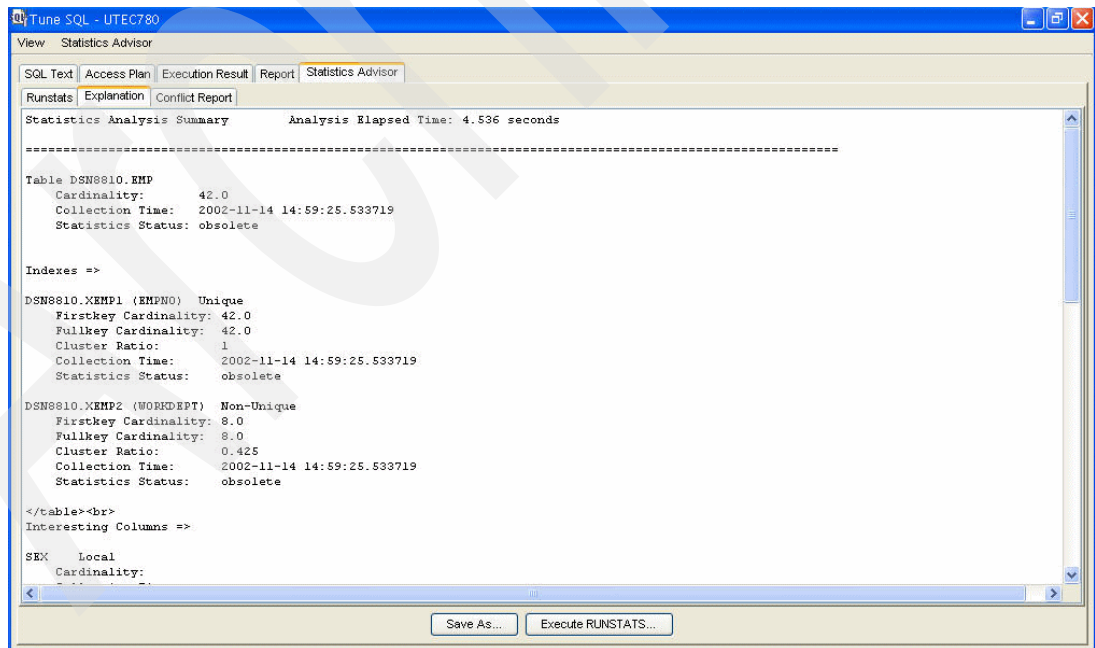 Tune SQL - UTEC780
View Statistics Advisor
SQL Text Access Plan Execution Result Report Statistics Advisor
Runstats Explanation Conflict Report
Statistics Analysis Summary Analysis Elapsed Time: 4.536 seconds
==============================================================================================================
Table DSN8810.EMP
Cardinality: 42.0
Collection Time: 2002-11-14 14:59:25.533719
Statistics Status: obsolete
Indexes =>
DSN8810.XEMP1 (EMPNO) Unique
Firstkey Cardinality: 42.0
Fullkey Cardinality: 42.0
Cluster Ratio: 1
Collection Time: 2002-11-14 14:59:25.533719
Statistics Status: obsolete
DSN8810.XEMP2 (WORKDEPT) Non-Unique
Firstkey Cardinality: 8.0
Fullkey Cardinality: 8.0
Cluster Ratio: 0.425
Collection Time: 2002-11-14 14:59:25.533719
Statistics Status: obsolete
</table><br>
Interesting Columns =>
SEX Local
Cardinality:
Save As... Execute RUNSTATS...